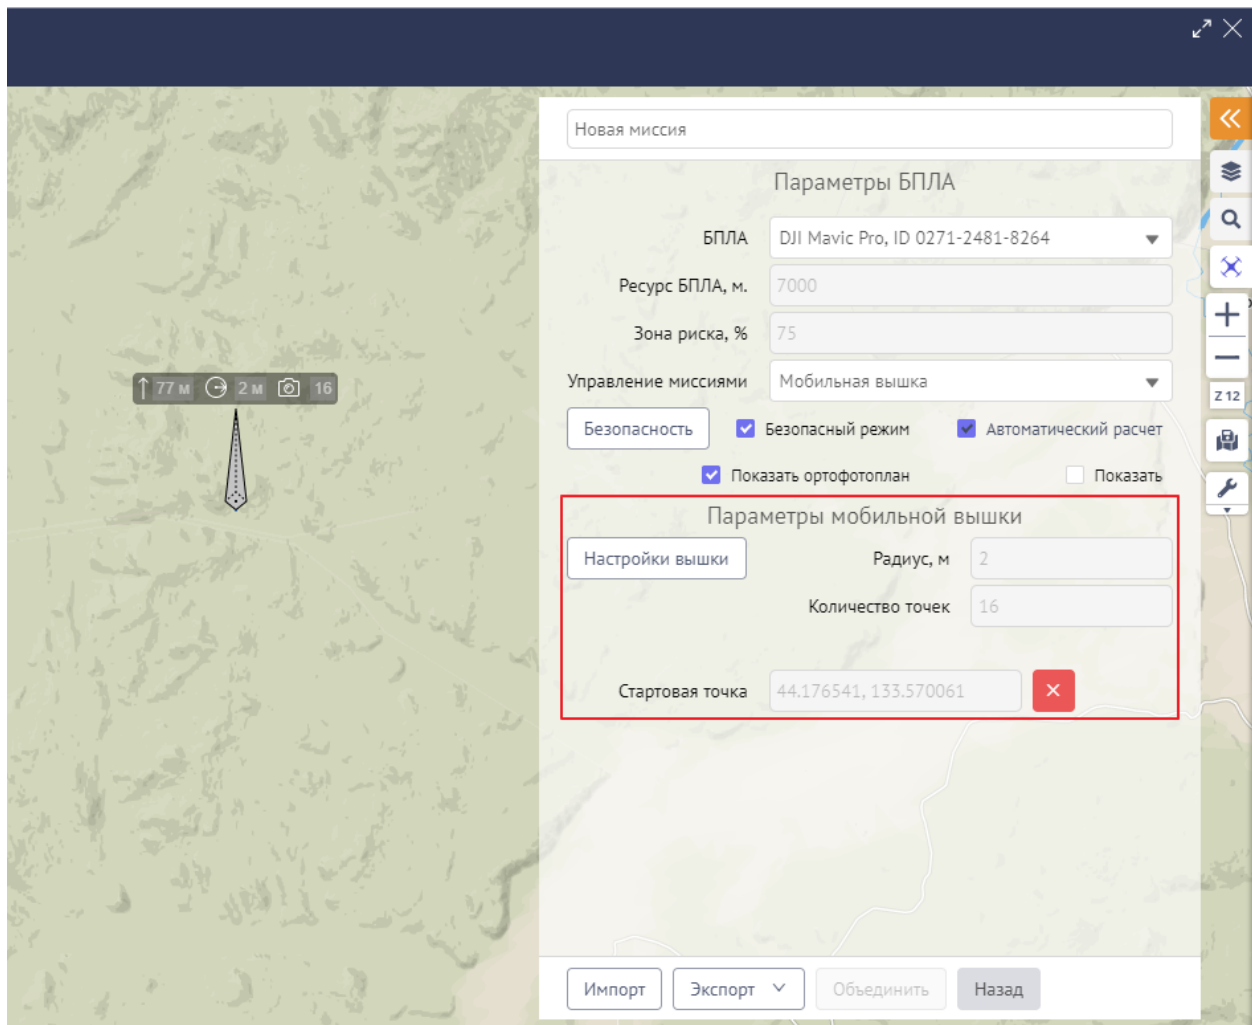 Новая миссия
Параметры БПЛА
БПЛА DJI Mavic Pro, ID 0271-2481-8264
Ресурс БПЛА, м. 7000
Зона риска, % 75
Управление миссиями Мобильная вышка
77 м 2 м 16
Z 12
Безопасность Безопасный режим Автоматический расчет
Показать ортофотоплан Показать
Параметры мобильной вышки
Настройки вышки Радиус, м 2
Количество точек 16
Стартовая точка 44.176541, 133.570061
Импорт Экспорт Объединить Назад